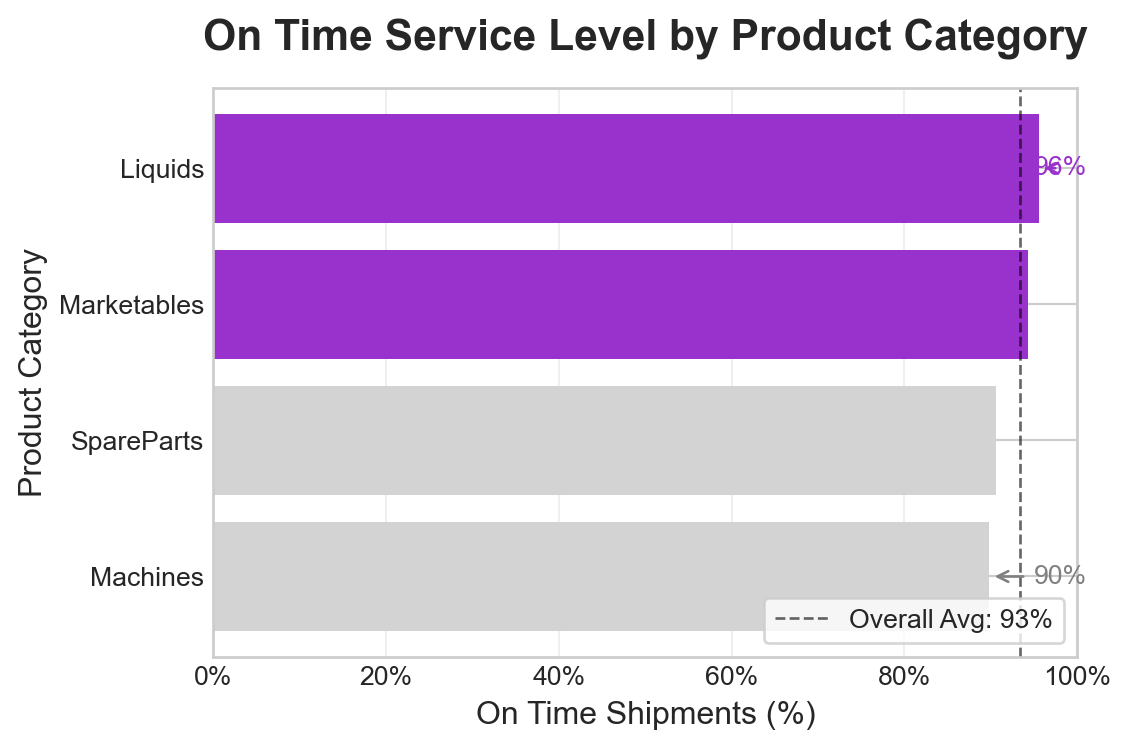 On Time Service Level by Product Category
Product Category
Liquids
96%
Marketables
SpareParts
Machines
90%
Overall Avg: 93%
0% 20% 40% 60% 80% 100%
On Time Shipments (%)